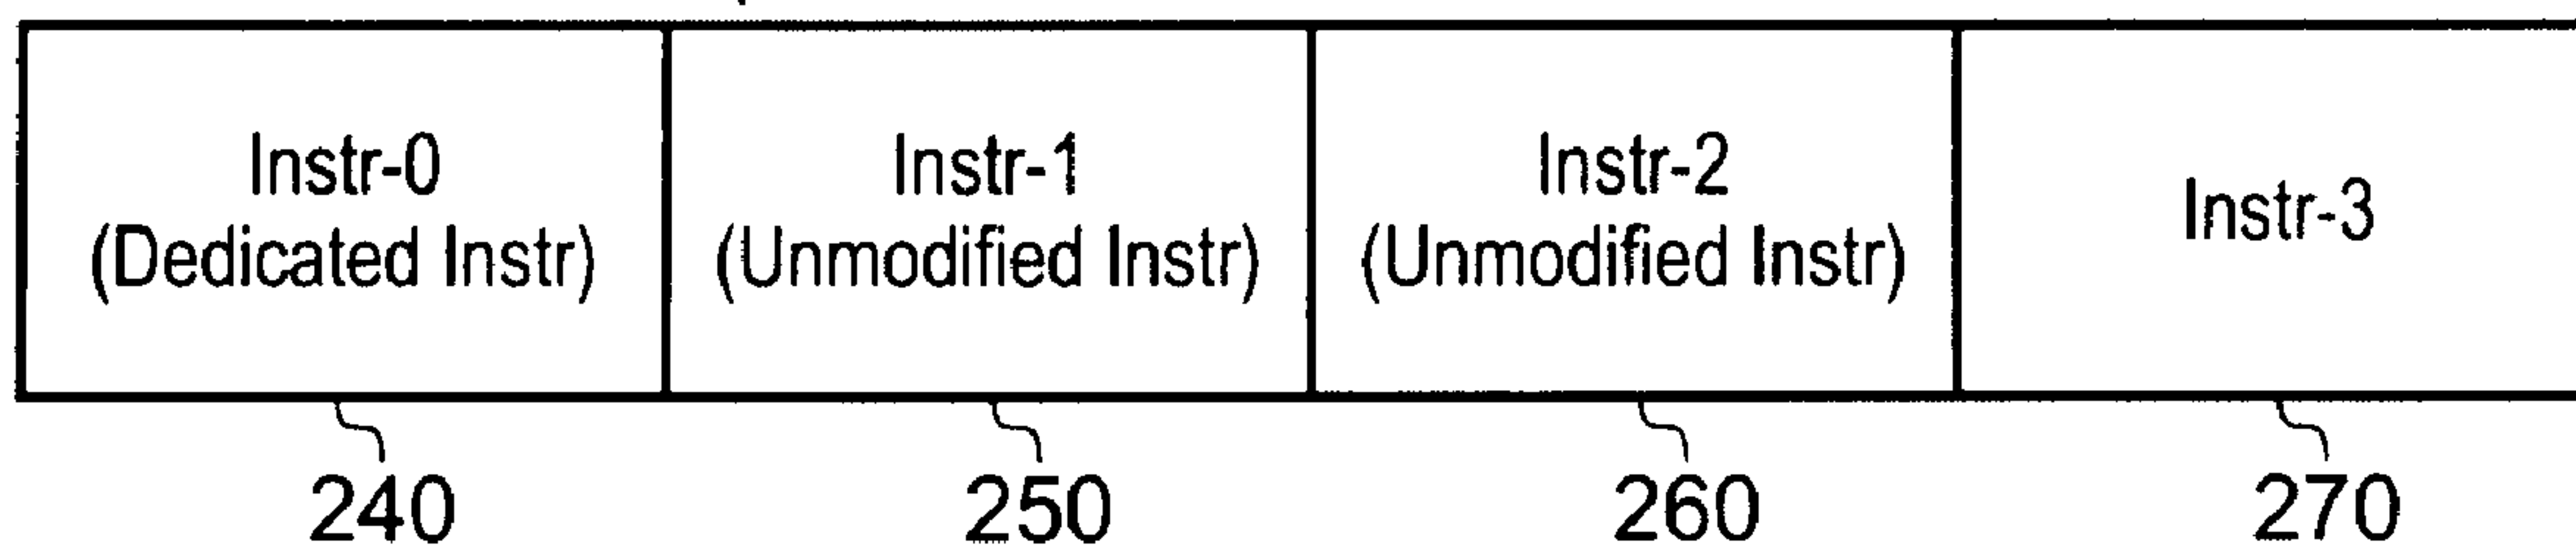 Instr-0
(Dedicated Instr)
Instr-1
(Unmodified Instr)
Instr-2
(Unmodified Instr)
Instr-3
240
250
260
270